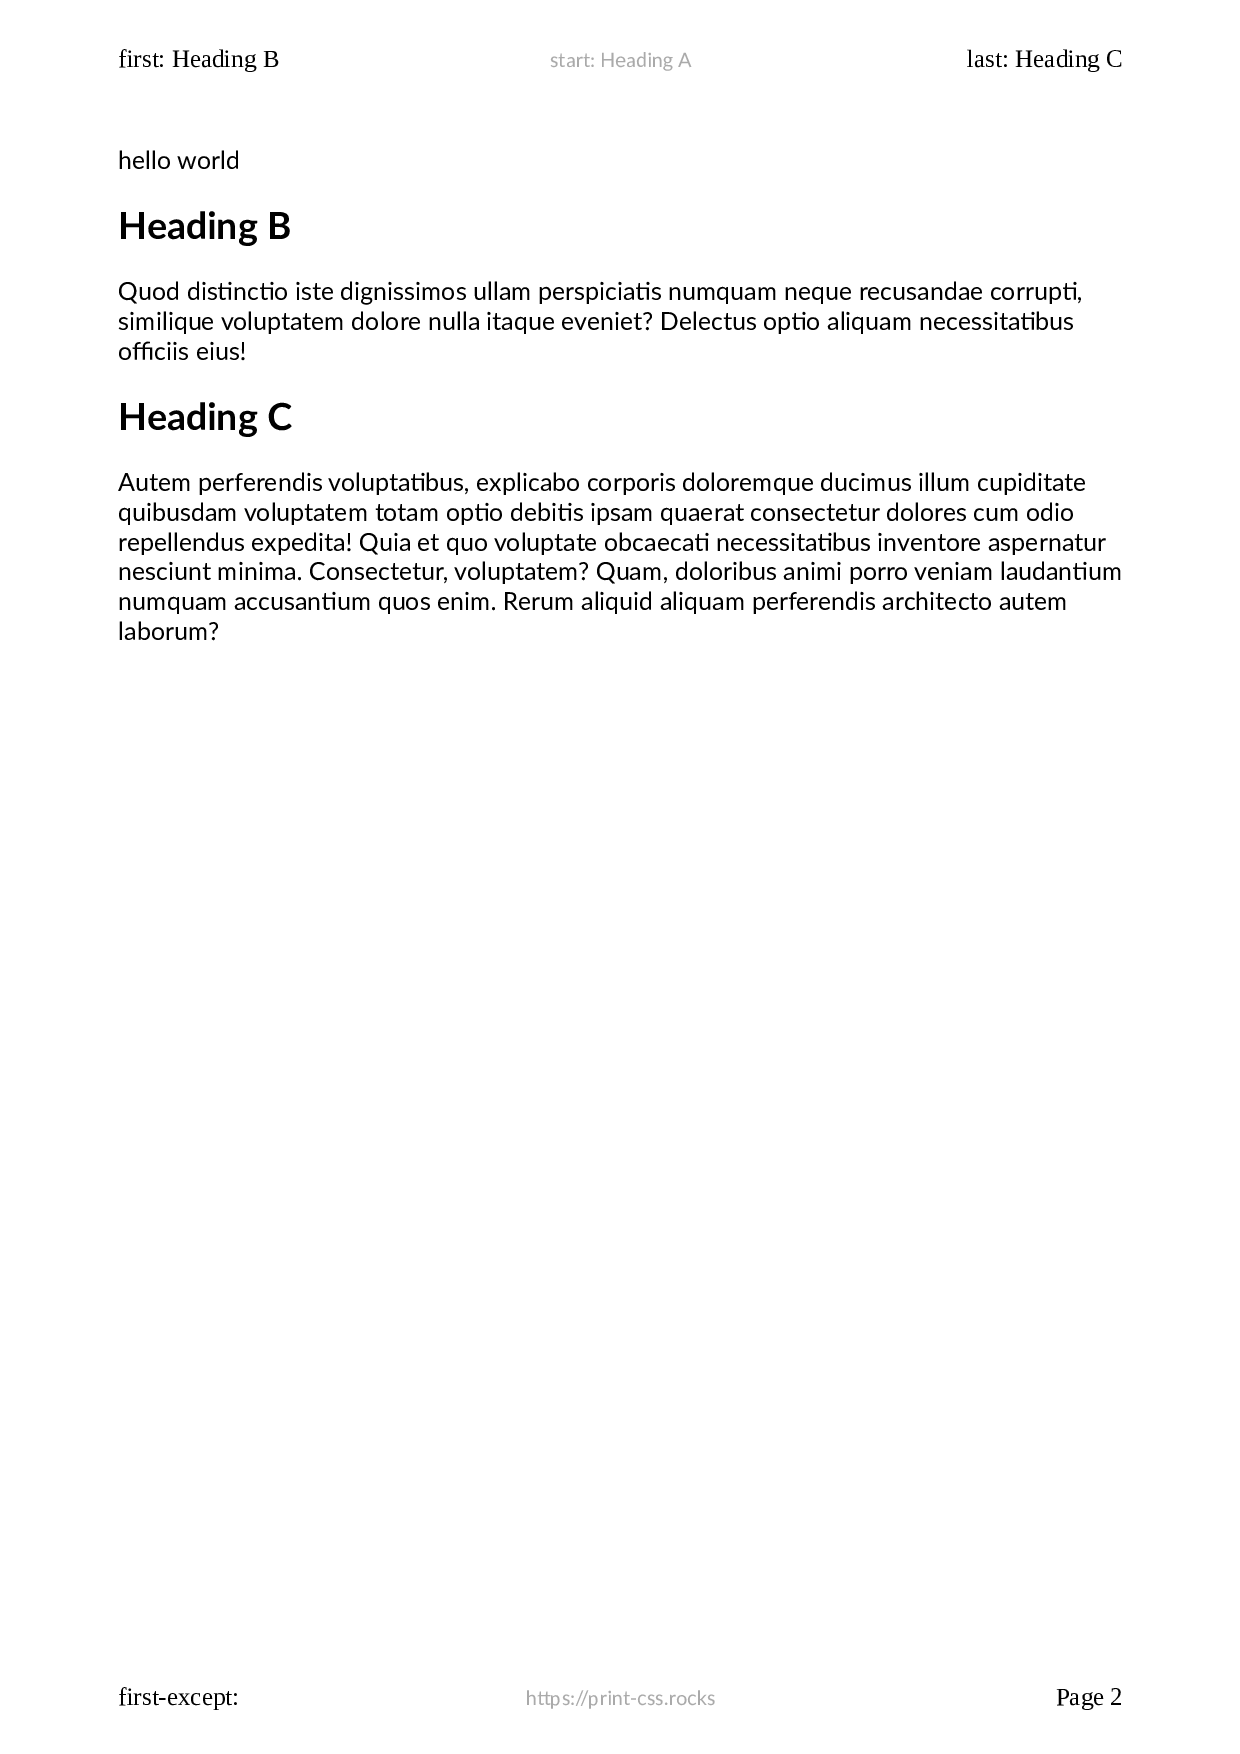 first: Heading B
start: Heading A
last: Heading C
hello world
Heading B
Quod distinctio iste dignissimos ullam perspiciatis numquam neque recusandae corrupti,
similique voluptatem dolore nulla itaque eveniet? Delectus optio aliquam necessitatibus
officiis eius!
Heading C
Autem perferendis voluptatibus, explicabo corporis doloremque ducimus illum cupiditate
quibusdam voluptatem totam optio debitis ipsam quaerat consectetur dolores cum odio
repellendus expedita! Quia et quo voluptate obcaecati necessitatibus inventore aspernatur
nesciunt minima. Consectetur, voluptatem? Quam, doloribus animi porro veniam laudantium
numquam accusantium quos enim. Rerum aliquid aliquam perferendis architecto autem
laborum?
first-except:
https://print-css.rocks
Page 2